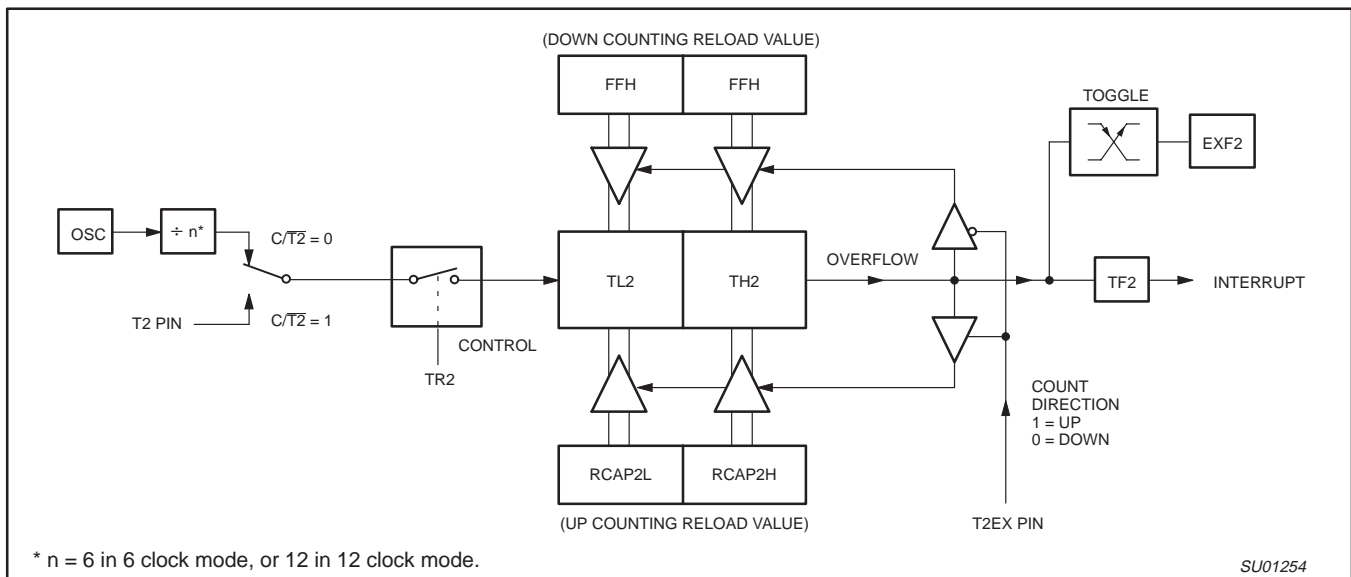 (DOWN COUNTING RELOAD VALUE)
FFH
FFH
TOGGLE
EXF2
OSC
÷ n*
C/T2̅ = 0
OVERFLOW
TL2
TH2
TF2
INTERRUPT
T2 PIN
C/T2̅ = 1
CONTROL
TR2
COUNT
DIRECTION
1 = UP
0 = DOWN
RCAP2L
RCAP2H
(UP COUNTING RELOAD VALUE)
T2EX PIN
* n = 6 in 6 clock mode, or 12 in 12 clock mode.
SU01254